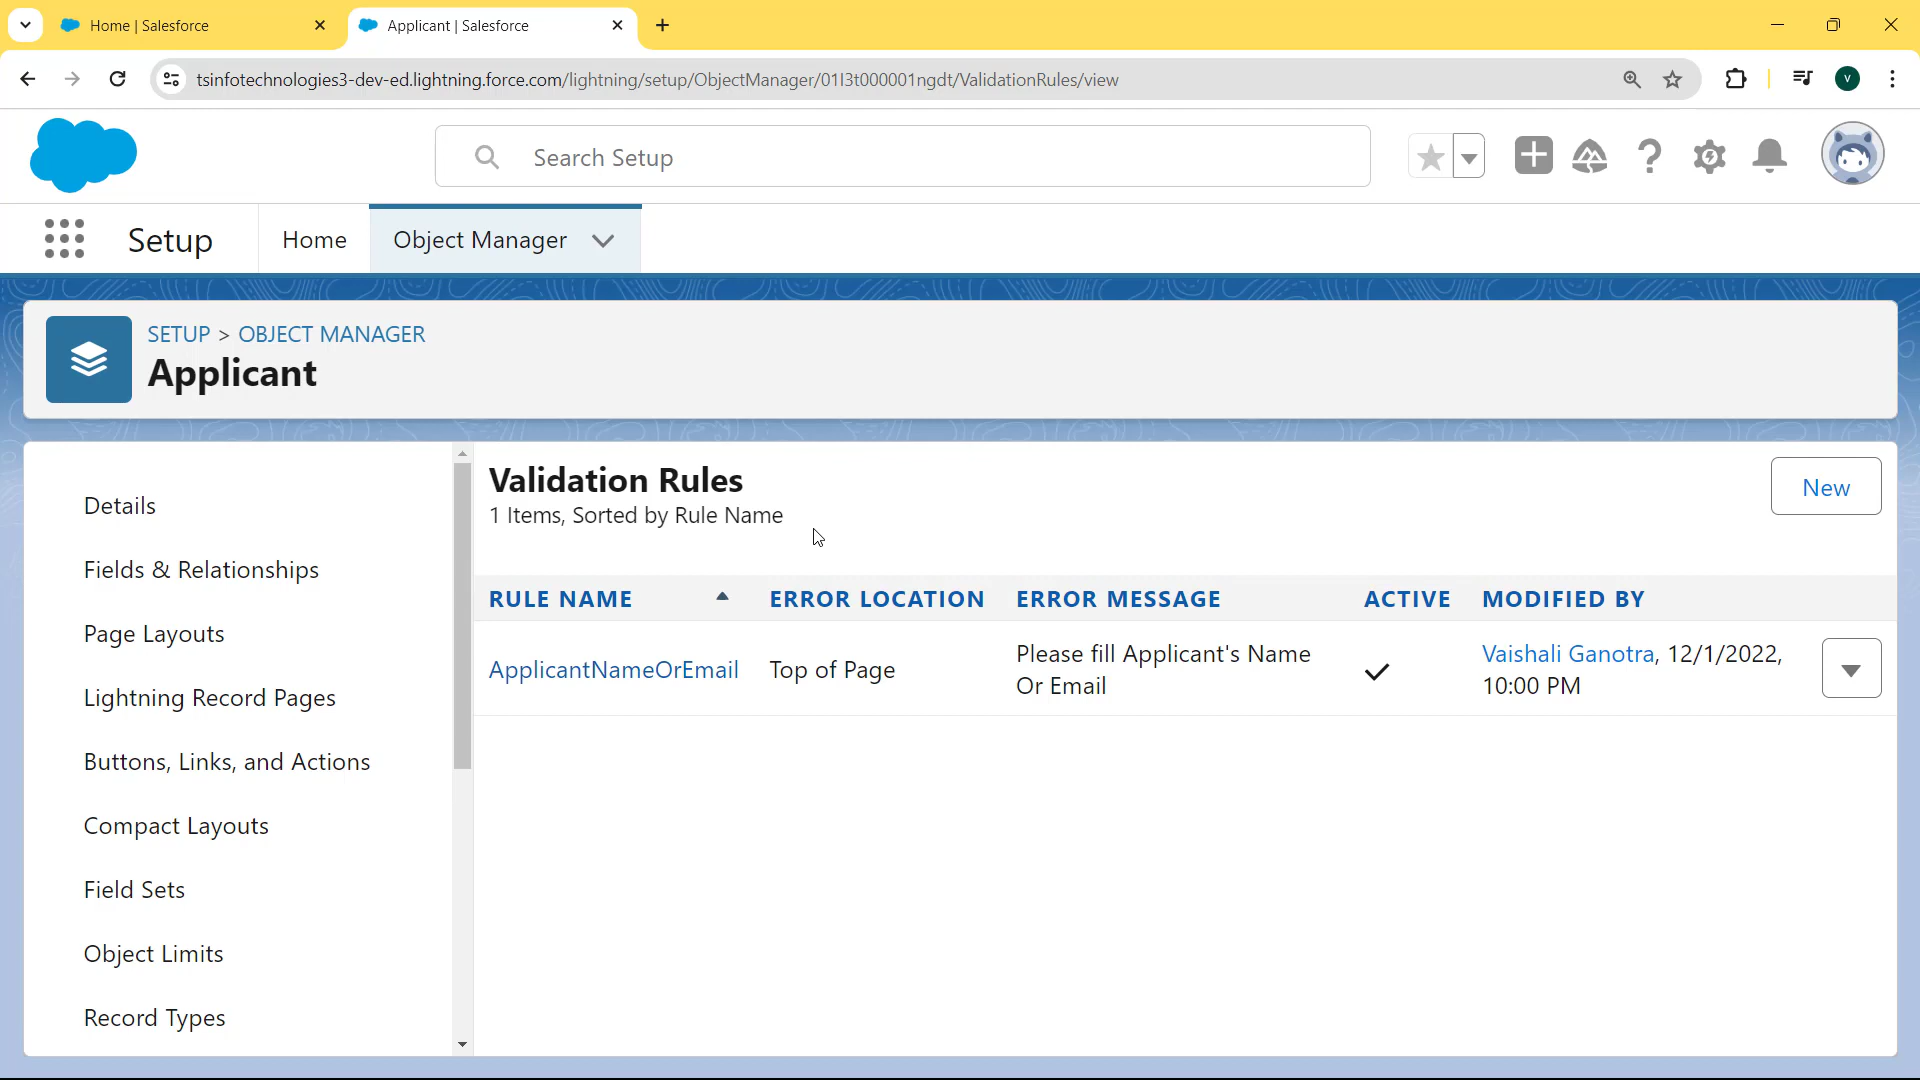 Home | Salesforce
Applicant | Salesforce
tsinfotechnologies3-dev-ed.lightning.force.com/lightning/setup/ObjectManager/01I3t000001ngdt/ValidationRules/view
V
Search Setup
Setup
Home
Object Manager
SETUP > OBJECT MANAGER
Applicant
Details
Fields & Relationships
Page Layouts
Lightning Record Pages
Buttons, Links, and Actions
Compact Layouts
Field Sets
Object Limits
Record Types
Validation Rules
1 Items, Sorted by Rule Name
New
RULE NAME ERROR LOCATION ERROR MESSAGE ACTIVE MODIFIED BY
ApplicantNameOrEmail Top of Page Please fill Applicant's Name Vaishali Ganotra, 12/1/2022,
Or Email 10:00 PM